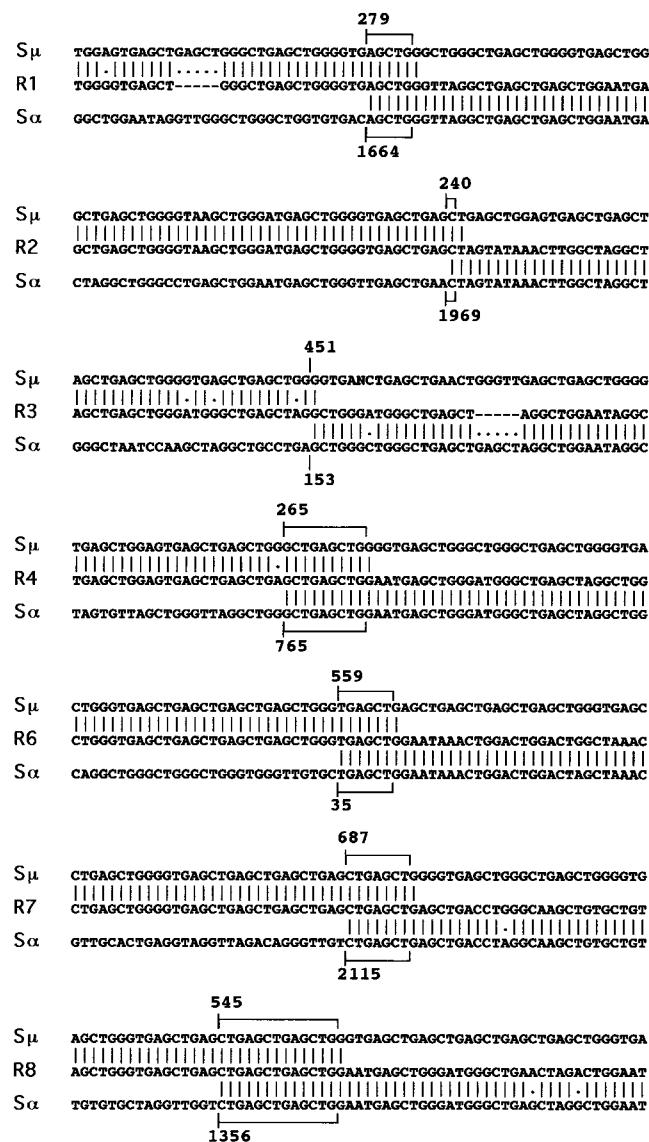 279
Sμ TGGAGTGAGCTGAGCTGGGCTGAGCTGGGGTGAGCTGGGCTGGGCTGAGCTGGGGTGAGCTGG
R1 TGGGGTGAGCT-----GGGCTGAGCTGGGGTGAGCTGGGTTAGGCTGAGCTGAGCTGGAATGA
Sα GGCTGGAATAGGTTGGGCTGGGCTGGTGTGACAGCTGGGTTAGGCTGAGCTGAGCTGGAATGA
1664
240
Sμ GCTGAGCTGGGGTAAGCTGGGATGAGCTGGGGTGAGCTGAGCTGAGCTGGAGTGAGCTGAGCT
R2 GCTGAGCTGGGGTAAGCTGGGATGAGCTGGGGTGAGCTGAGCTAGTATAAACTTGGCTAGGCT
Sα CTAGGCTGGGCCTGAGCTGGAATGAGCTGGGTTGAGCTGAACTAGTATAAACTTGGCTAGGCT
1969
451
Sμ AGCTGAGCTGGGGTGAGCTGAGCTGGGGTGANCTGAGCTGAACTGGGTTGAGCTGAGCTGGGG
R3 AGCTGAGCTGGGATGGGCTGAGCTAGGCTGGGATGGGCTGAGCT-----AGGCTGGAATAGGC
Sα GGGCTAATCCAAGCTAGGCTGCCTGAGCTGGGCTGGGCTGAGCTGAGCTAGGCTGGAATAGGC
153
265
Sμ TGAGCTGGAGTGAGCTGAGCTGGGCTGAGCTGGGGTGAGCTGGGCTGGGCTGAGCTGGGGTGA
R4 TGAGCTGGAGTGAGCTGAGCTGAGCTGAGCTGGAATGAGCTGGGATGGGCTGAGCTAGGCTGG
Sα TAGTGTTAGCTGGGTTAGGCTGGGCTGAGCTGGAATGAGCTGGGATGGGCTGAGCTAGGCTGG
765
559
Sμ CTGGGTGAGCTGAGCTGAGCTGAGCTGGGTGAGCTGAGCTGAGCTGAGCTGAGCTGGGTGAGC
R6 CTGGGTGAGCTGAGCTGAGCTGAGCTGGGTGAGCTGGAATAAACTGGACTGGACTGGCTAAAC
Sα CAGGCTGGGCTGGGCTGGGTGGGTTGTGCTGAGCTGGAATAAACTGGACTGGACTAGCTAAAC
35
687
Sμ CTGAGCTGGGGTGAGCTGAGCTGAGCTGAGCTGAGCTGGGGTGAGCTGGGCTGAGCTGGGGTG
R7 CTGAGCTGGGGTGAGCTGAGCTGAGCTGAGCTGAGCTGAGCTGACCTGGGCAAGCTGTGCTGT
Sα GTTGCACTGAGGTAGGTTAGACAGGGTTGTCTGAGCTGAGCTGACCTAGGCAAGCTGTGCTGT
2115
545
Sμ AGCTGGGTGAGCTGAGCTGAGCTGAGCTGGGTGAGCTGAGCTGAGCTGAGCTGAGCTGGGTGA
R8 AGCTGGGTGAGCTGAGCTGAGCTGAGCTGGAATGAGCTGGGATGGGCTGAACTAGACTGGAAT
Sα TGTGTGCTAGGTTGGTCTGAGCTGAGCTGGAATGAGCTGGGATGGGCTGAGCTAGGCTGGAAT
1356